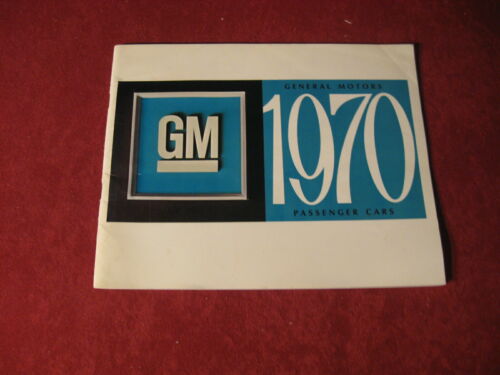 GM
GENERAL MOTORS
1970
PASSENGER CARS